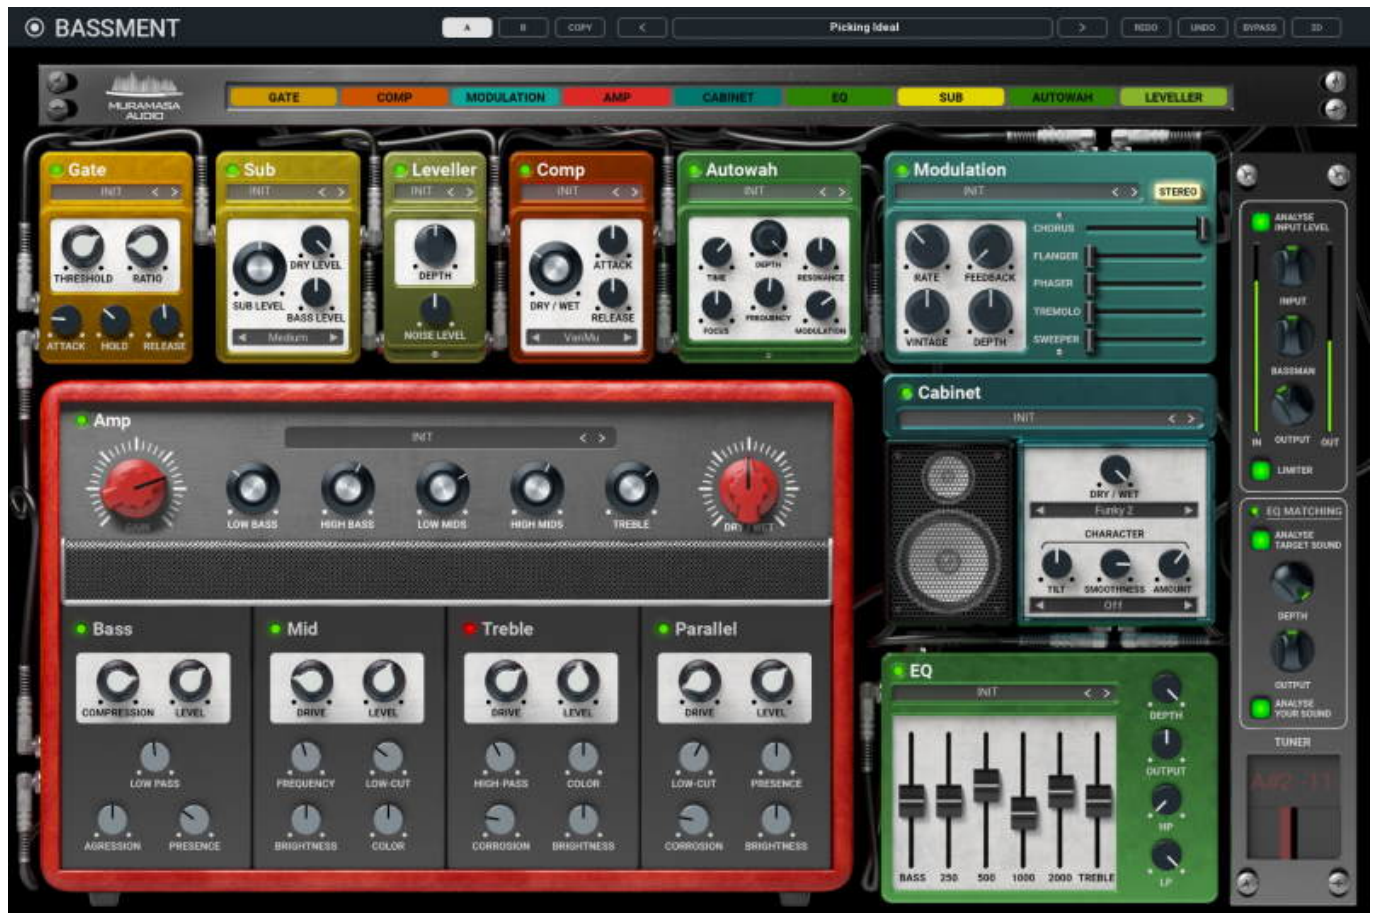 BASSMENT
A
B
COPY
<
Picking Ideal
>
REDO
UNDO
BYPASS
MURAMASA
AUDIO
GATE
COMP
MODULATION
AMP
CABINET
EQ
SUB
AUTOWAH
LEVELLER
Gate
INIT < >
THRESHOLD RATIO
ATTACK HOLD RELEASE
Sub
INIT < >
DRY LEVEL
SUB LEVEL
BASS LEVEL
Medium
Leveller
INIT < >
DEPTH
NOISE LEVEL
Comp
INIT < >
ATTACK
DRY / WET
RELEASE
VariMu
Autowah
INIT < >
TIME DEPTH RESONANCE
FOCUS FREQUENCY MODULATION
Modulation
INIT < >
STEREO
RATE FEEDBACK
VINTAGE DEPTH
CHORUS
FLANGER
PHASER
TREMOLO
SWEEPER
ANALYSE
INPUT LEVEL
INPUT
BASSMAN
IN OUTPUT OUT
LIMITER
EQ MATCHING
ANALYSE
TARGET SOUND
DEPTH
OUTPUT
ANALYSE
YOUR SOUND
TUNER
Amp
INIT < >
GAIN
LOW BASS HIGH BASS LOW MIDS HIGH MIDS TREBLE
DRY / WET
Bass
COMPRESSION LEVEL
LOW PASS
AGRESSION PRESENCE
Mid
DRIVE LEVEL
FREQUENCY LOW-CUT
BRIGHTNESS COLOR
Treble
DRIVE LEVEL
HIGH-PASS COLOR
CORROSION BRIGHTNESS
Parallel
DRIVE LEVEL
LOW-CUT PRESENCE
CORROSION BRIGHTNESS
Cabinet
INIT < >
DRY / WET
Funky 2
CHARACTER
TILT SMOOTHNESS AMOUNT
Off
EQ
INIT < >
DEPTH
OUTPUT
HP
LP
BASS 250 500 1000 2000 TREBLE